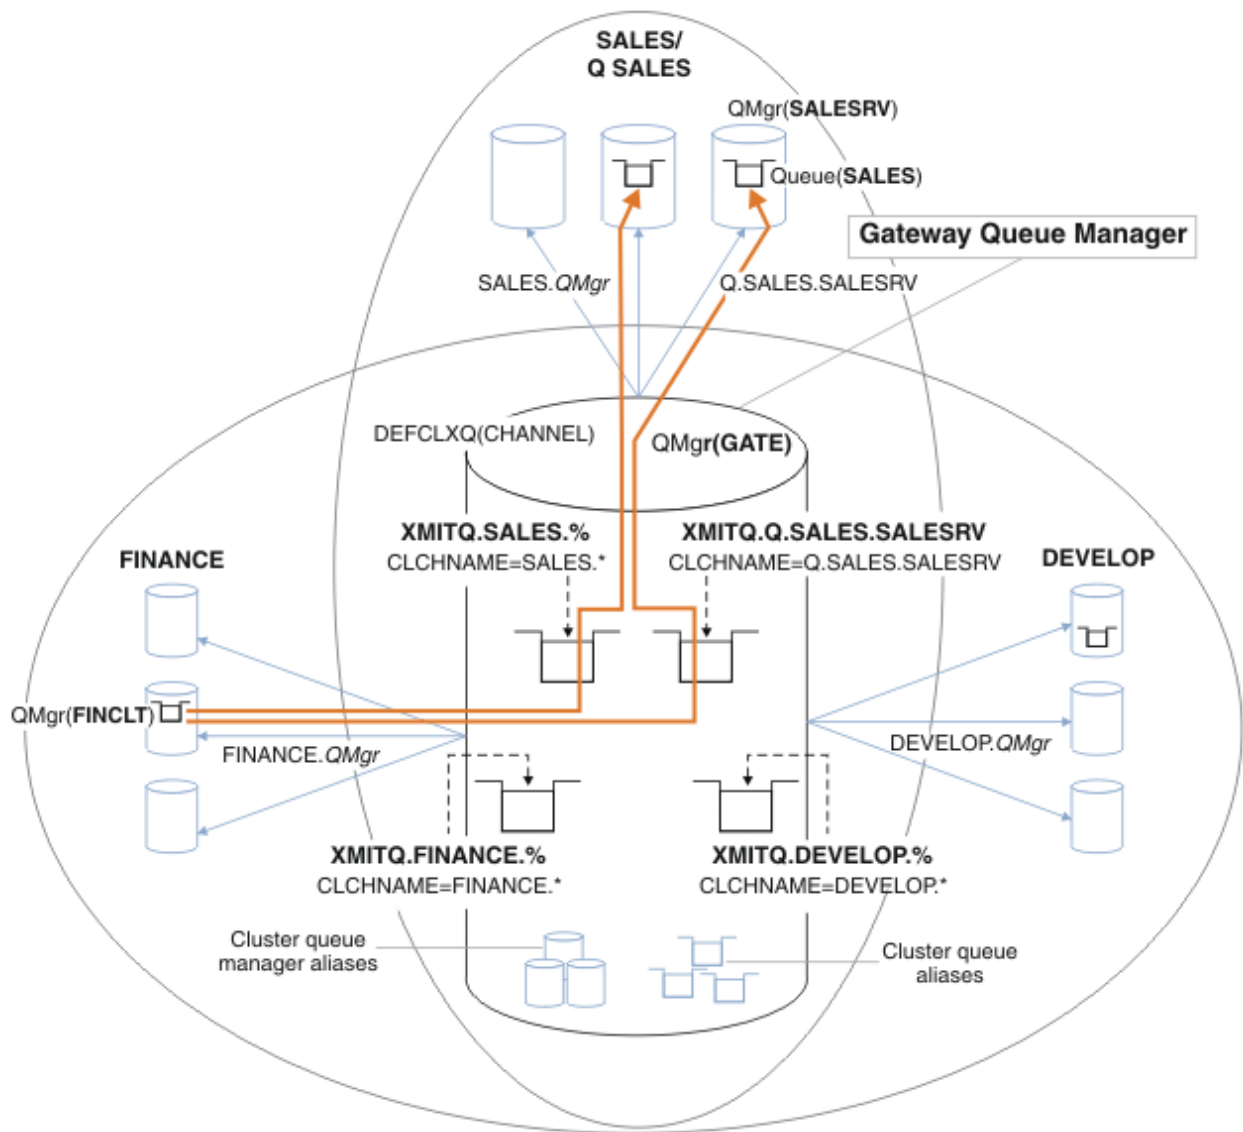 SALES/
Q SALES
QMgr(SALESRV)
Queue(SALES)
Gateway Queue Manager
SALES.QMgr
Q.SALES.SALESRV
DEFCLXQ(CHANNEL)
QMgr(GATE)
XMITQ.SALES.%
CLCHNAME=SALES.*
XMITQ.Q.SALES.SALESRV
CLCHNAME=Q.SALES.SALESRV
FINANCE
DEVELOP
QMgr(FINCLT)
FINANCE.QMgr
DEVELOP.QMgr
XMITQ.FINANCE.%
CLCHNAME=FINANCE.*
XMITQ.DEVELOP.%
CLCHNAME=DEVELOP.*
Cluster queue
manager aliases
Cluster queue
aliases